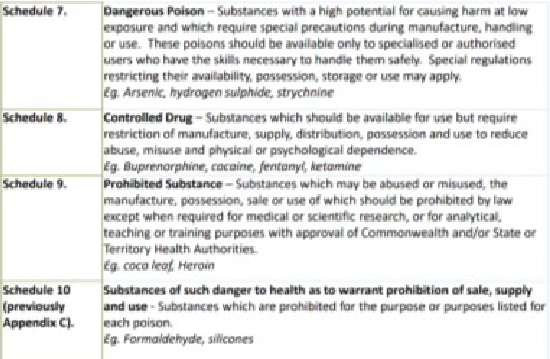 Schedule 7.
Dangerous Poison – Substances with a high potential for causing harm at low
exposure and which require special precautions during manufacture, handling
or use. These poisons should be available only to specialised or authorised
users who have the skills necessary to handle them safely. Special regulations
restricting their availability, possession, storage or use may apply.
Eg. Arsenic, hydrogen sulphide, strychnine
Schedule 8.
Controlled Drug – Substances which should be available for use but require
restriction of manufacture, supply, distribution, possession and use to reduce
abuse, misuse and physical or psychological dependence.
Eg. Buprenorphine, cocaine, fentanyl, ketamine
Schedule 9.
Prohibited Substance – Substances which may be abused or misused, the
manufacture, possession, sale or use of which should be prohibited by law
except when required for medical or scientific research, or for analytical,
teaching or training purposes with approval of Commonwealth and/or State or
Territory Health Authorities.
Eg. coca leaf, Heroin
Schedule 10
(previously
Appendix C).
Substances of such danger to health as to warrant prohibition of sale, supply
and use - Substances which are prohibited for the purpose or purposes listed for
each poison.
Eg. Formaldehyde, silicones